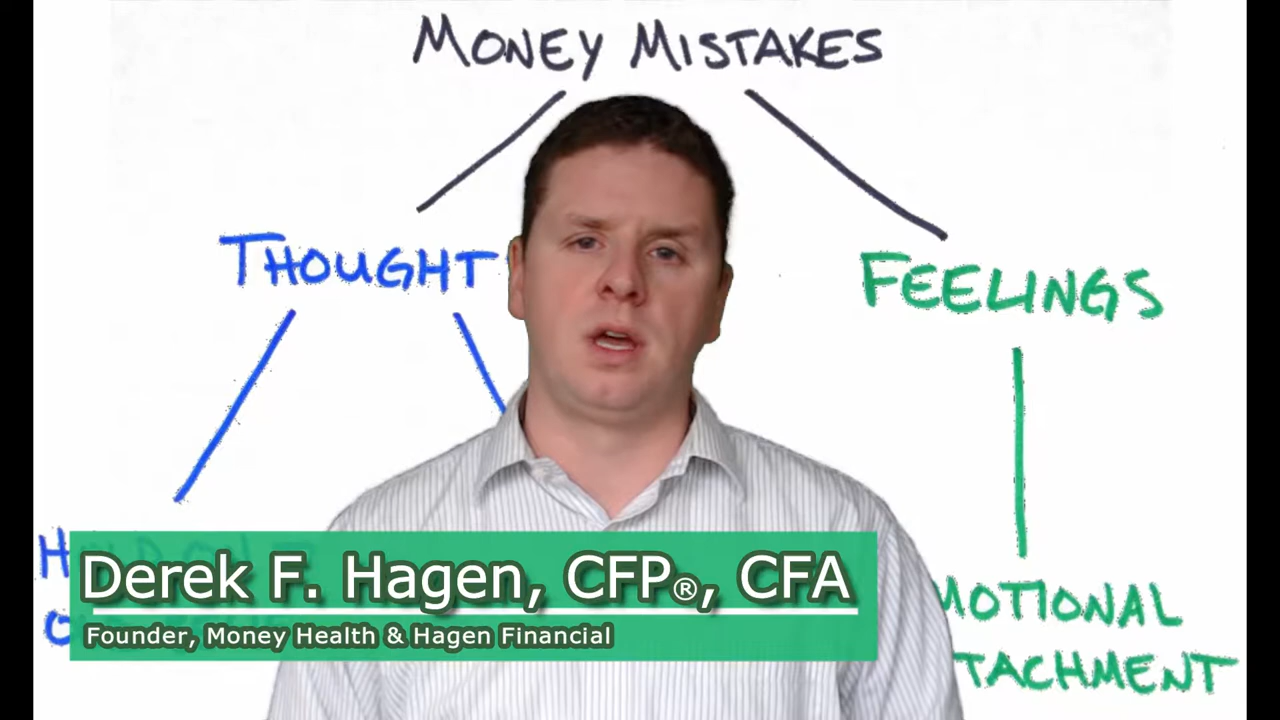 MONEY MISTAKES
THOUGHT
FEELINGS
MOTIONAL
TACHMENT
Derek F. Hagen, CFP®, CFA
Founder, Money Health & Hagen Financial